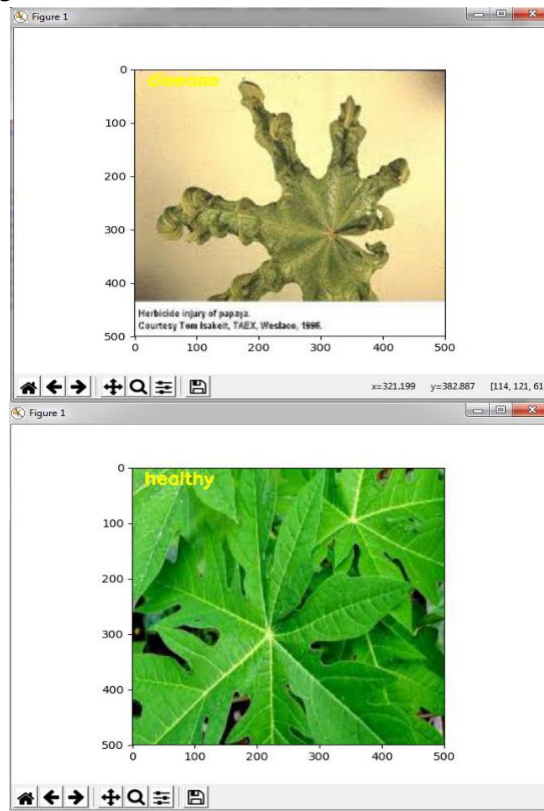 Figure 1
disease
0
100
200
300
400
500
Herbicide injury of papaya.
Courtesy Tom Isakeit, TAEX, Weslaco, 1996.
0 100 200 300 400 500
x=321.199 y=382.887 [114, 121, 61
Figure 1
healthy
0
100
200
300
400
500
0 100 200 300 400 500